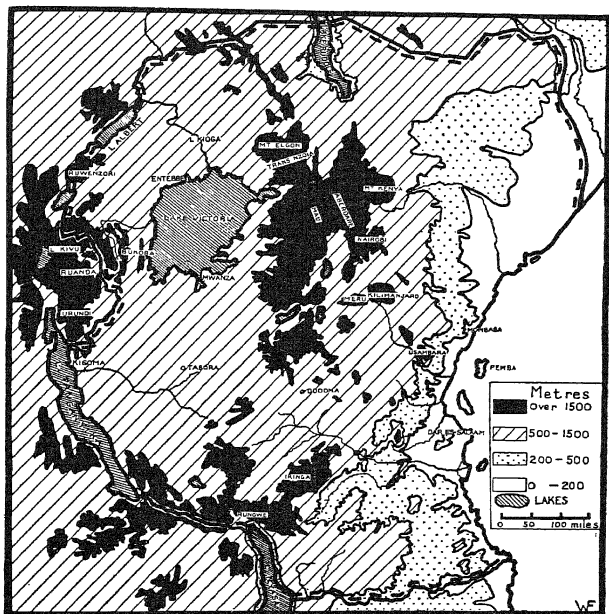 L. ALBERT
L. KIOGA
MT ELGON
TRANS NZOIA
RUWENZORI
ENTEBBE
MT KENYA
LAKE VICTORIA
MAU
ABERDARE
NAIROBI
L. KIVU
BUKOBA
RUANDA
MWANZA
MERU
KILIMANJARO
URUNDI
MOMBASA
USAMBARA
KIGOMA
TABORA
PEMBA
DODOMA
Metres
Over 1500
500-1500
200-500
0 -200
LAKES
0 50 100 miles
DAR ES SALAAM
IRINGA
RUNGWE